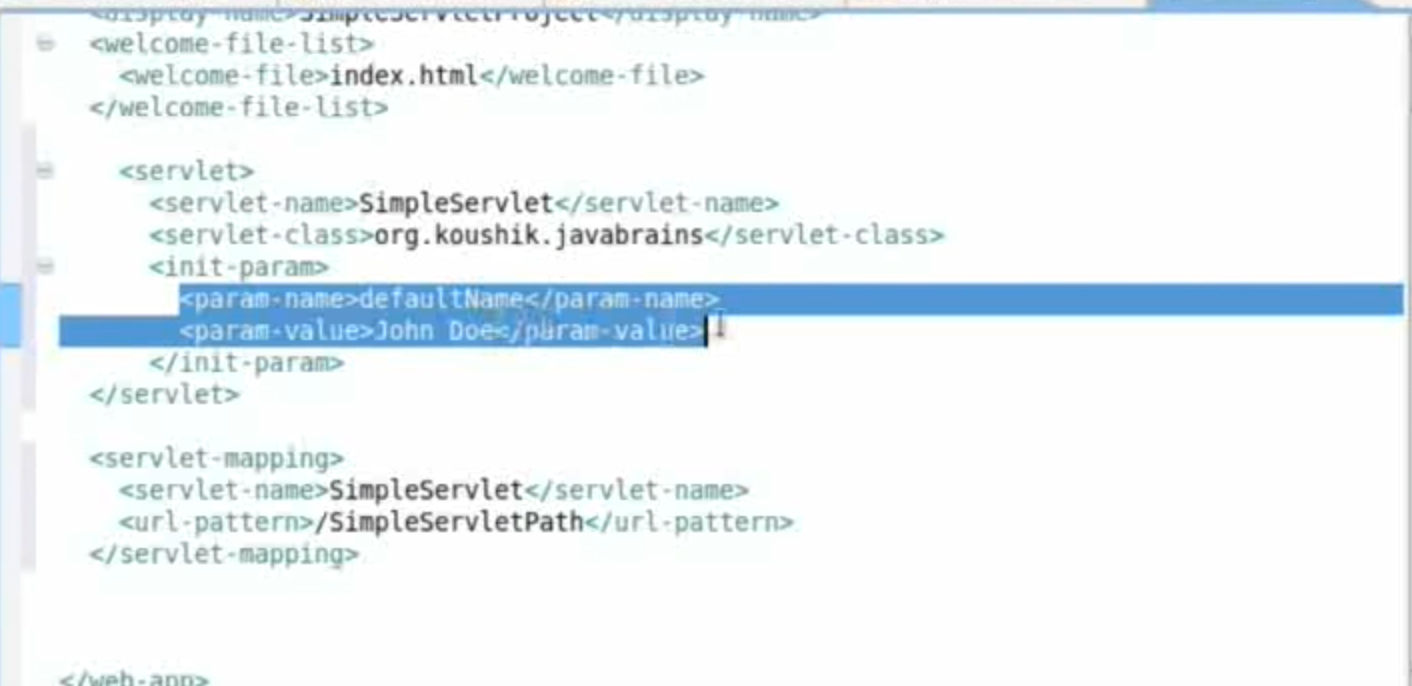 <display-name>SimpleServletProject</display-name>
<welcome-file-list>
<welcome-file>index.html</welcome-file>
</welcome-file-list>
<servlet>
<servlet-name>SimpleServlet</servlet-name>
<servlet-class>org.koushik.javabrains</servlet-class>
<init-param>
<param-name>defaultName</param-name>
<param-value>John Doe</param-value>
</init-param>
</servlet>
<servlet-mapping>
<servlet-name>SimpleServlet</servlet-name>
<url-pattern>/SimpleServletPath</url-pattern>
</servlet-mapping>
</web-app>